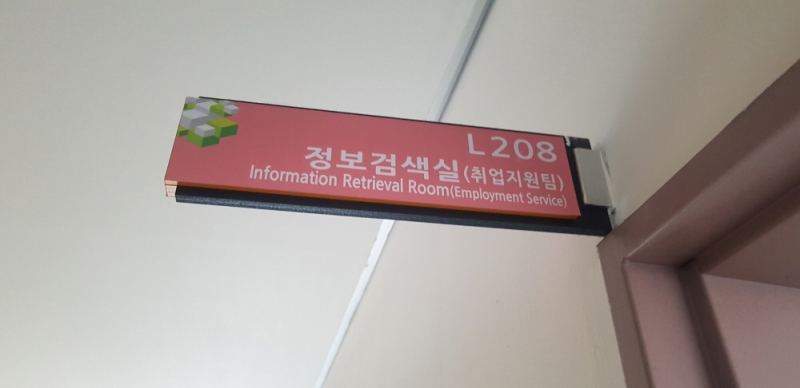 L208
정보검색실(취업지원팀)
Information Retrieval Room(Employment Service)